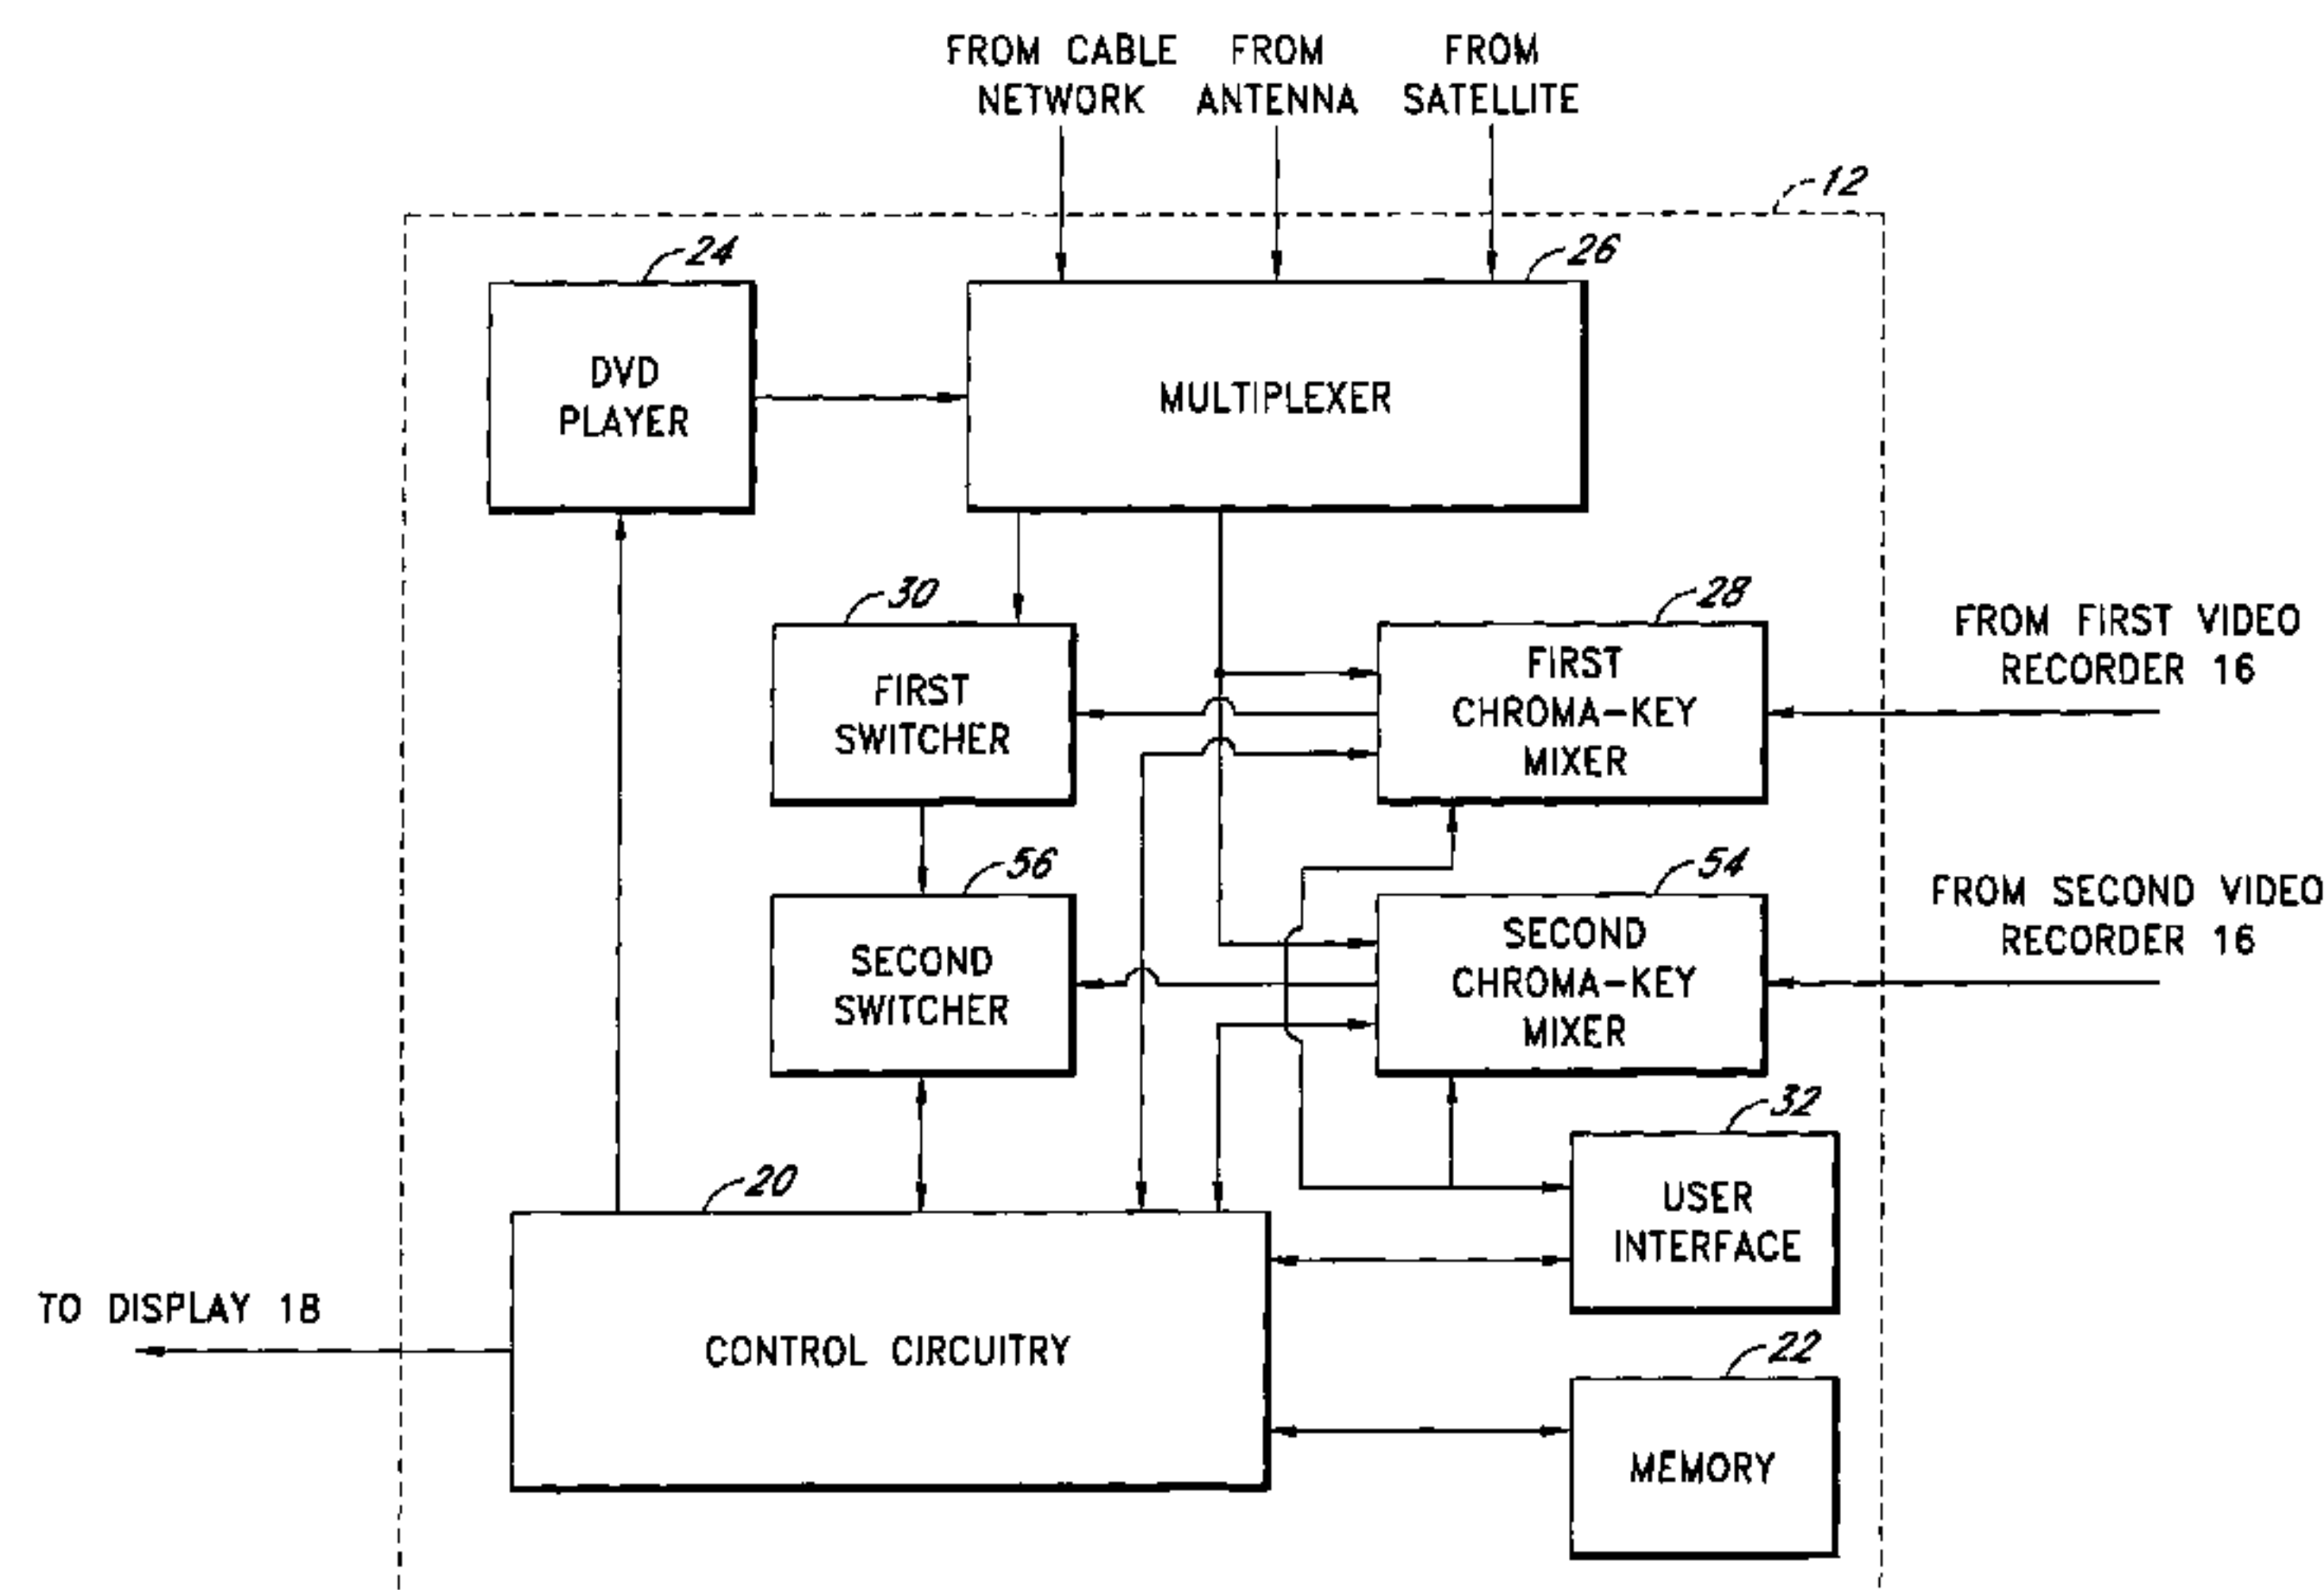 FROM CABLE
NETWORK
FROM
ANTENNA
FROM
SATELLITE
12
24
26
DVD
PLAYER
MULTIPLEXER
30
28
FIRST
SWITCHER
FIRST
CHROMA-KEY
MIXER
FROM FIRST VIDEO
RECORDER 16
56
54
SECOND
SWITCHER
SECOND
CHROMA-KEY
MIXER
FROM SECOND VIDEO
RECORDER 16
32
20
USER
INTERFACE
TO DISPLAY 18
CONTROL CIRCUITRY
22
MEMORY